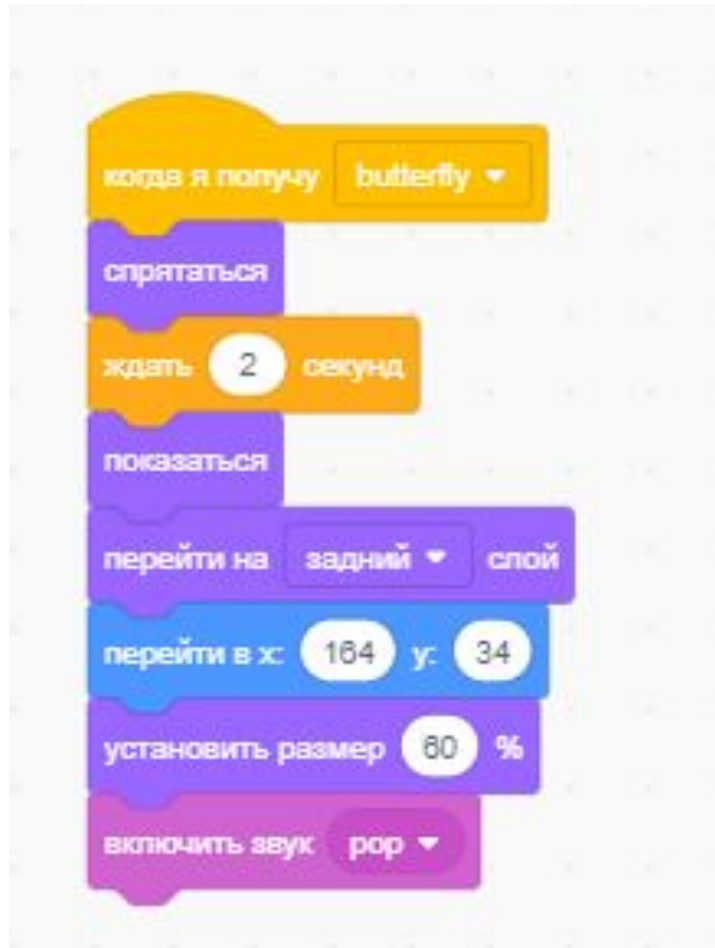 когда я получу butterfly
спрятаться
ждать 2 секунд
показаться
перейти на задний слой
перейти в x: 164 y: 34
установить размер 60 %
включить звук pop